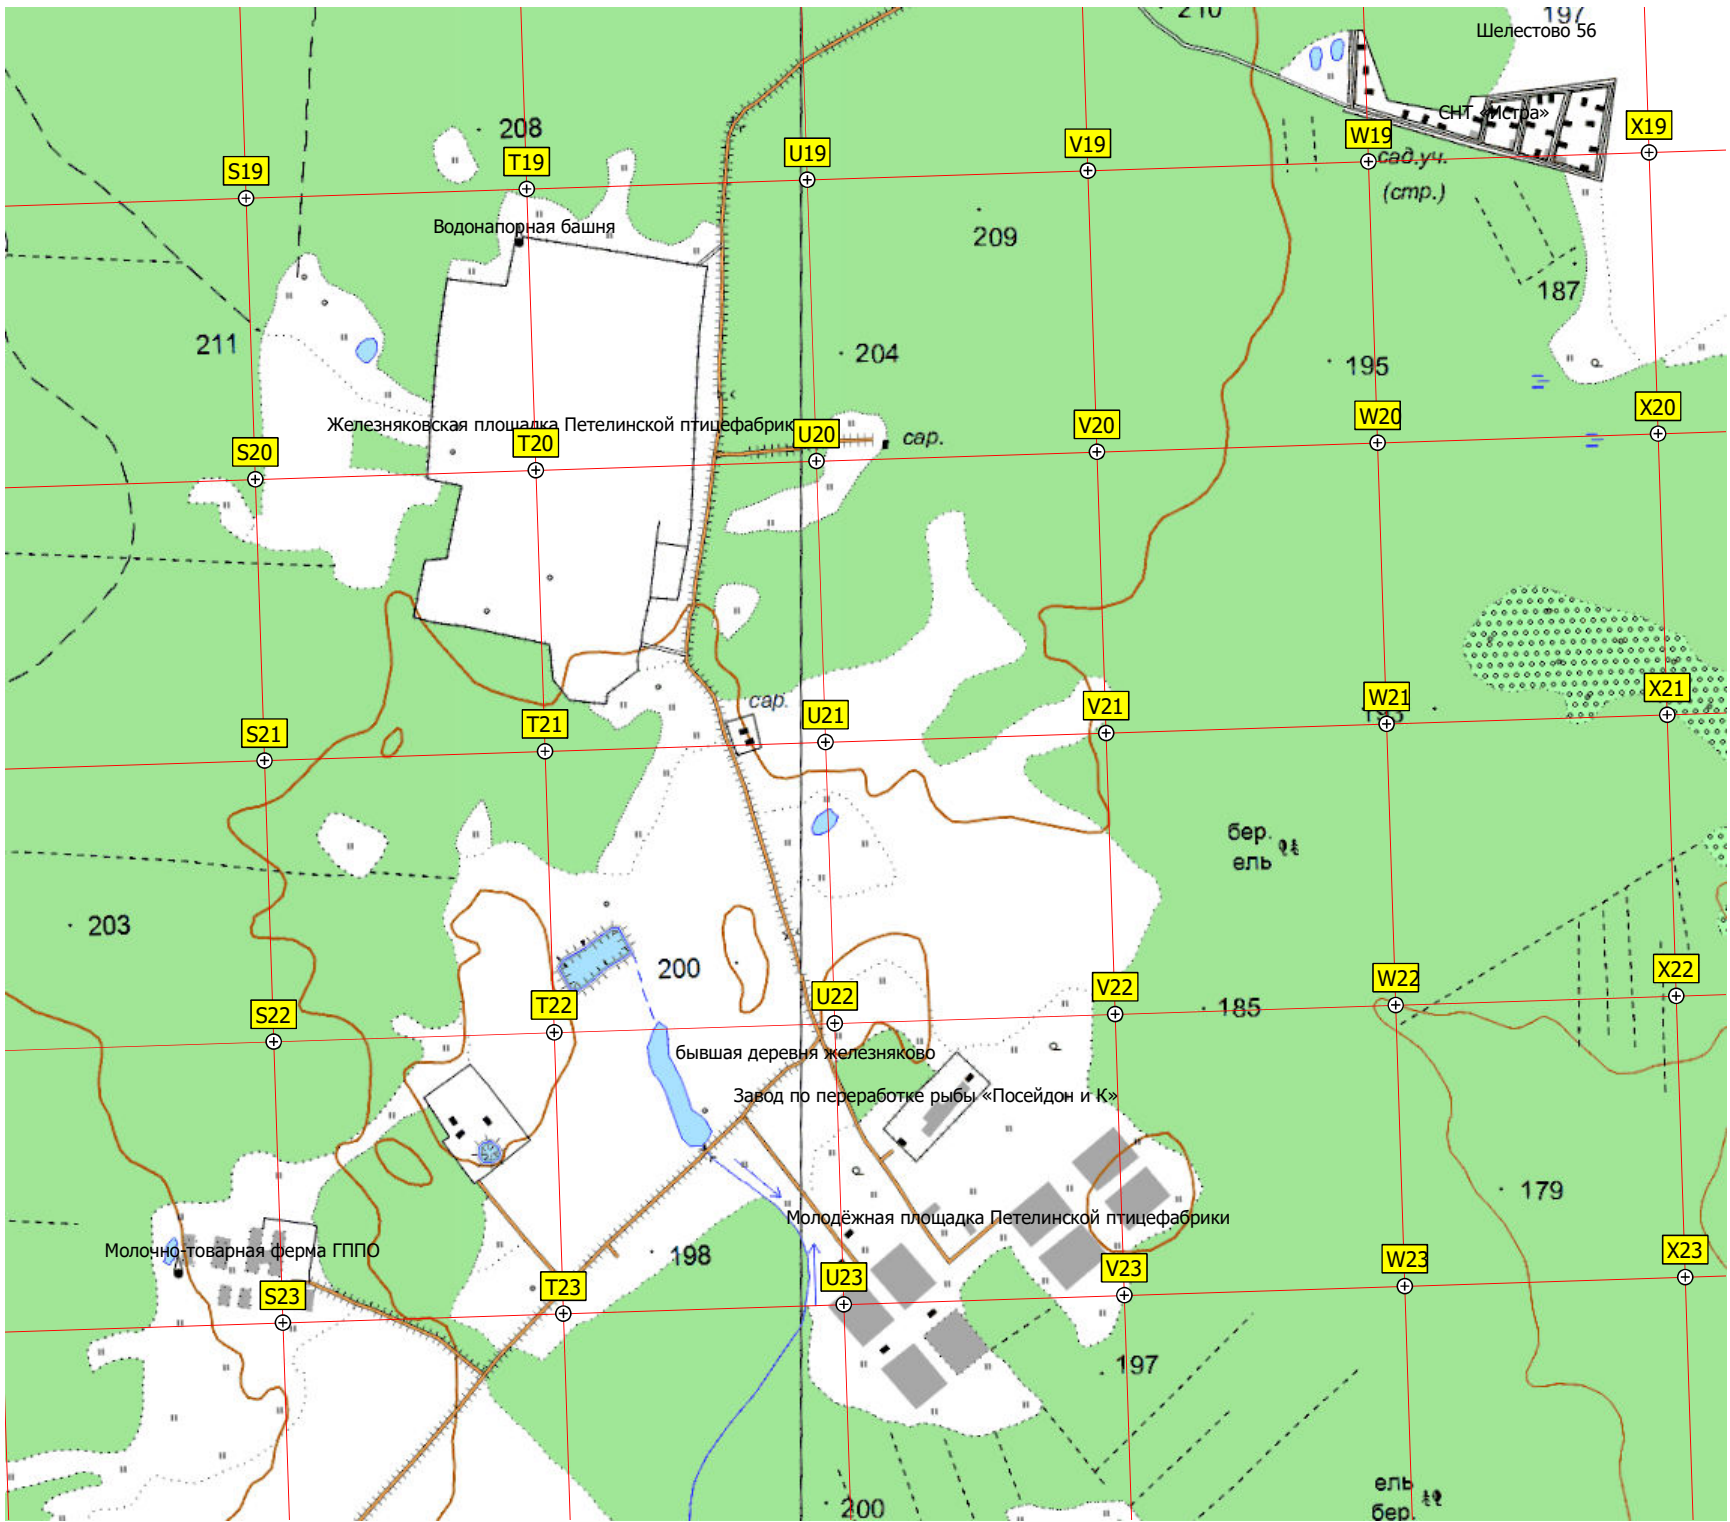 210
197
Шелестово 56
СНТ «Истра»
208
T19
U19
V19
W19
X19
S19
сад.уч.
(стр.)
Водонапорная башня
209
187
211
204
195
Железняковская площадка Петелинской птицефабрик
S20
T20
U20
сар.
V20
W20
X20
сар.
S21
T21
U21
V21
W21
X21
бер.
ель
203
200
S22
T22
U22
V22
185
W22
X22
бывшая деревня железняково
Завод по переработке рыбы «Посейдон и К»
179
Молодёжная площадка Петелинской птицефабрики
Молочно-товарная ферма ГППО
198
S23
T23
U23
V23
W23
X23
197
200
ель
бер.